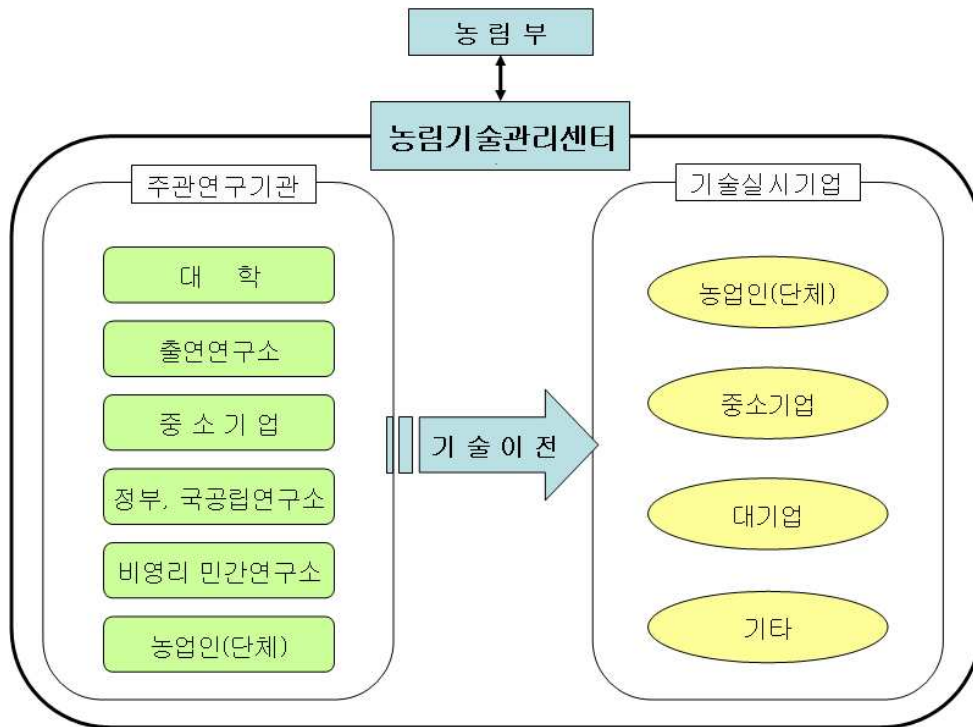 농 림 부
농림기술관리센터
주관연구기관
대 학
출연연구소
중 소 기 업
정부, 국공립연구소
비영리 민간연구소
농업인(단체)
기 술 이 전
기술실시기업
농업인(단체)
중소기업
대기업
기타